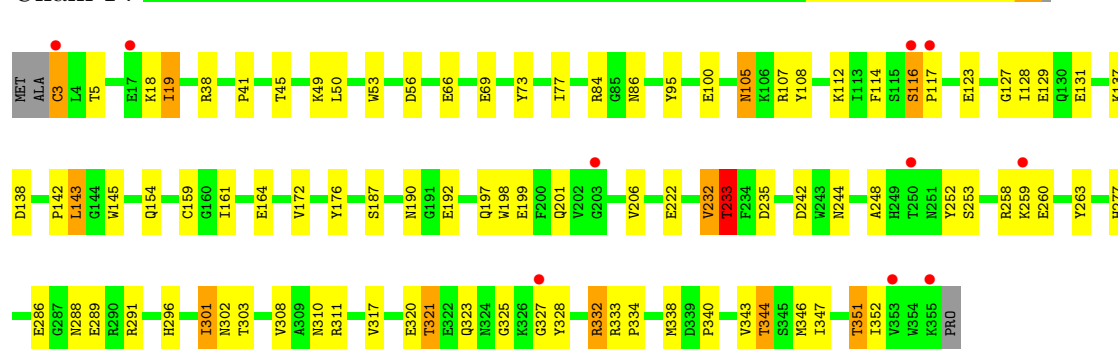 MET ALA C3 L4 T5 E17 K18 I19 R38 P41 T45 K49 L50 W53 D56 E66 E69 Y73 I77 R84 G85 N86 Y95 E100 N105 K106 R107 Y108 K112 I113 F114 S115 S116 P117 E123 G127 I128 E129 Q130 E131 K137
D138 P142 L143 G144 W145 Q154 C159 G160 I161 E164 V172 Y176 S187 N190 G191 E192 Q197 W198 E199 F200 Q201 V202 G203 V206 E222 V232 T233 F234 D235 D242 W243 N244 A248 H249 T250 N251 Y252 S253 R258 K259 E260 Y263 H277
E286 G287 N288 E289 R290 R291 H296 I301 N302 T303 V308 A309 N310 R311 V317 E320 T321 E322 Q323 N324 G325 K326 G327 Y328 R332 R333 P334 M338 D339 P340 V343 T344 S345 M346 I347 T351 I352 V353 W354 K355 PRO